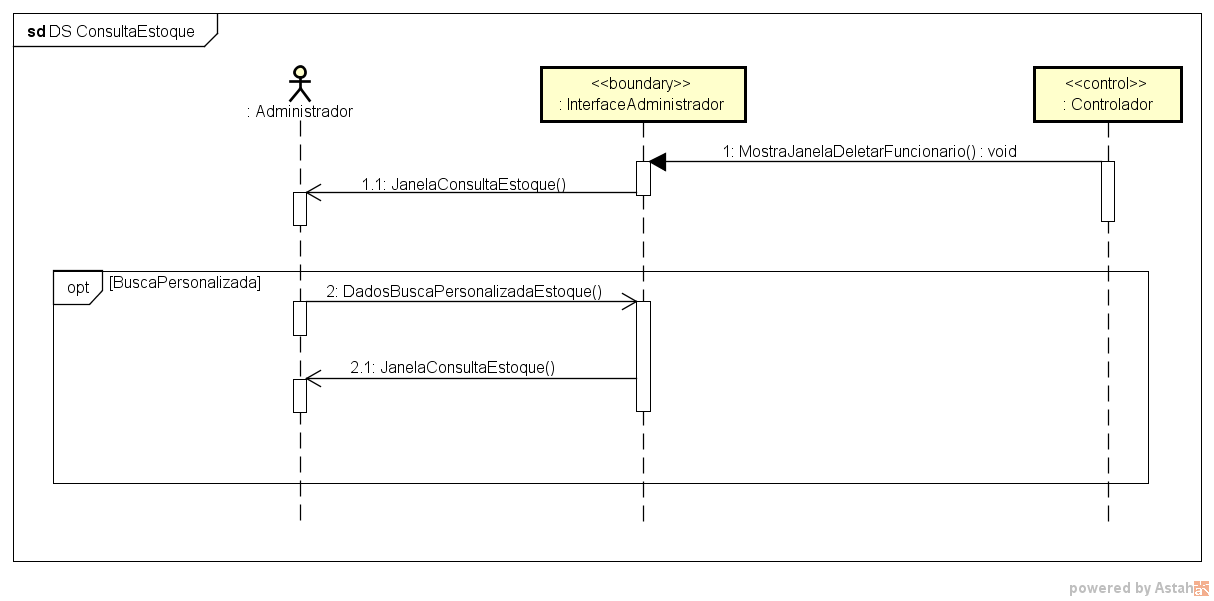 sd DS ConsultaEstoque
<<boundary>>
<<control>>
: InterfaceAdministrador
: Controlador
: Administrador
1: MostraJanelaDeletarFuncionario() : void
1.1: JanelaConsultaEstoque()
opt
[BuscaPersonalizada]
2: DadosBuscaPersonalizadaEstoque()
2.1: JanelaConsultaEstoque()
powered by Astah